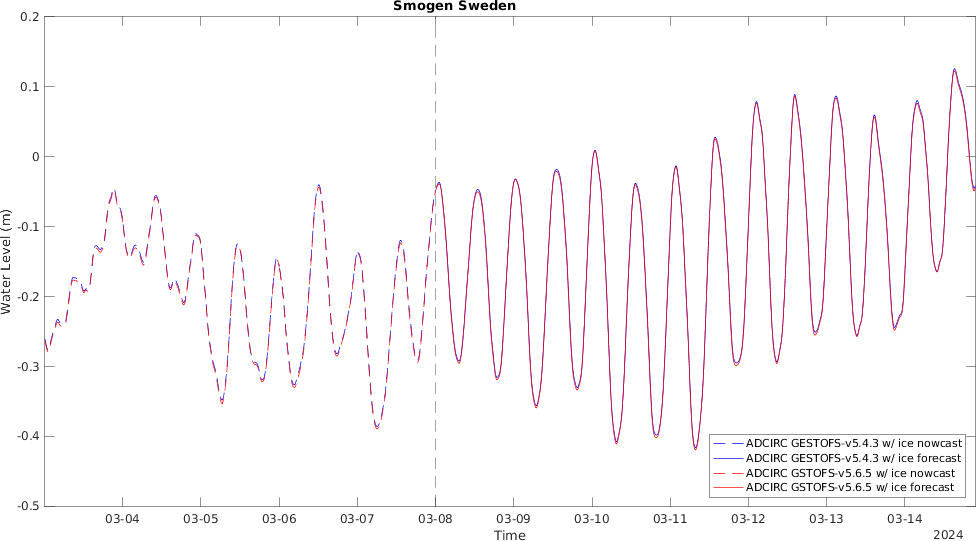 Smogen Sweden
0.2
0.1
0
-0.1
-0.2
-0.3
-0.4
-0.5
Water Level (m)
ADCIRC GESTOFS-v5.4.3 w/ ice nowcast
ADCIRC GESTOFS-v5.4.3 w/ ice forecast
ADCIRC GSTOFS-v5.6.5 w/ ice nowcast
ADCIRC GSTOFS-v5.6.5 w/ ice forecast
03-04 03-05 03-06 03-07 03-08 03-09 03-10 03-11 03-12 03-13 03-14
Time
2024